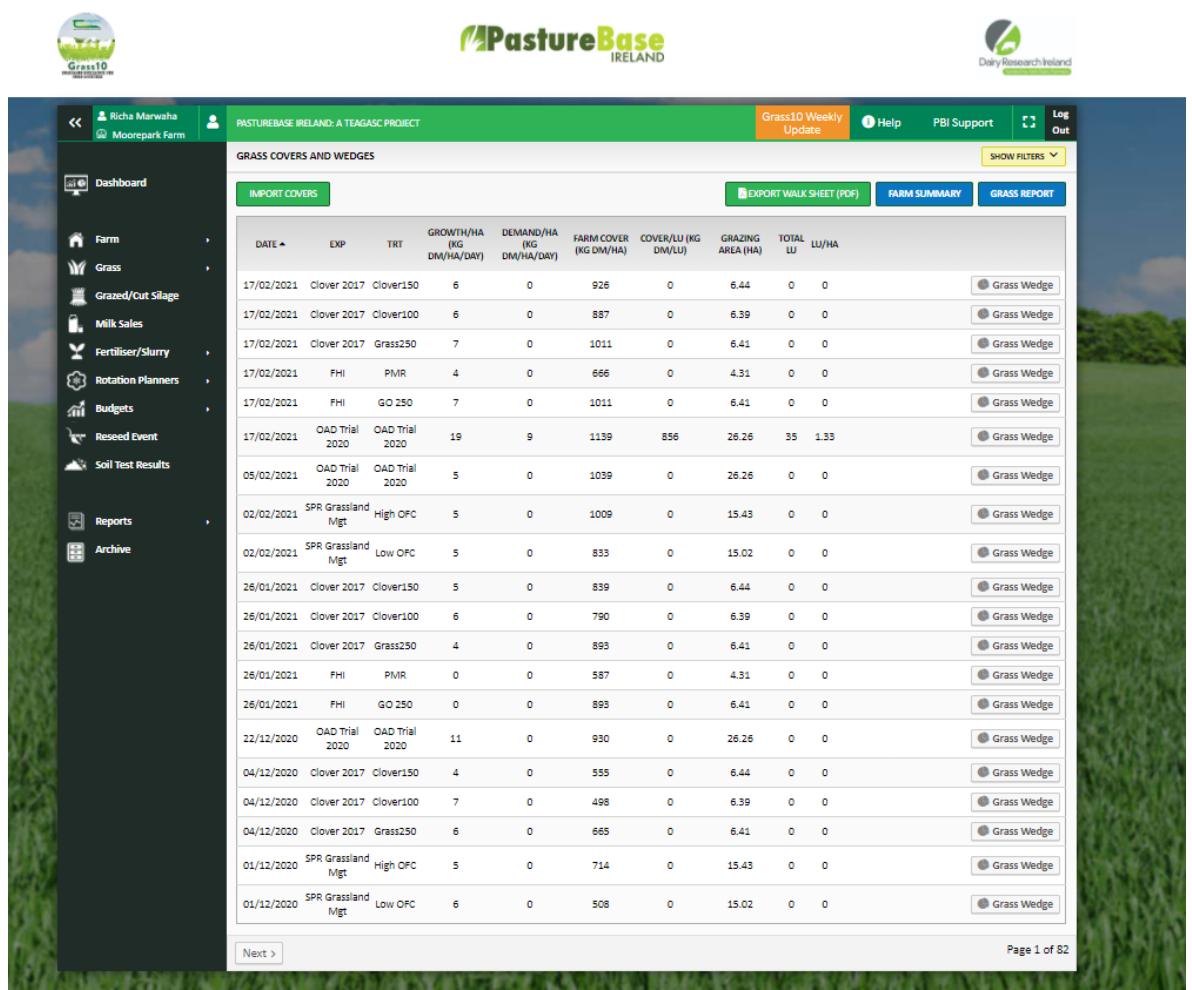 Grass10
PastureBase
IRELAND
Dairy Research Ireland
Richa Marwaha
Moorepark Farm
PASTUREBASE IRELAND: A TEAGASC PROJECT
Grass10 Weekly
Update
Help
PBI Support
Log
Out
GRASS COVERS AND WEDGES
SHOW FILTERS
IMPORT COVERS
EXPORT WALK SHEET (PDF)
FARM SUMMARY
GRASS REPORT
Dashboard
Farm
Grass
Grazed/Cut Silage
Milk Sales
Fertiliser/Slurry
Rotation Planners
Budgets
Reseed Event
Soil Test Results
Reports
Archive
DATE EXP TRT GROWTH/HA (KG DM/HA/DAY) DEMAND/HA (KG DM/HA/DAY) FARM COVER (KG DM/HA) COVER/LU (KG DM/LU) GRAZING AREA (HA) TOTAL LU LU/HA
17/02/2021 Clover 2017 Clover150 6 0 926 0 6.44 0 0 Grass Wedge
17/02/2021 Clover 2017 Clover100 6 0 887 0 6.39 0 0 Grass Wedge
17/02/2021 Clover 2017 Grass250 7 0 1011 0 6.41 0 0 Grass Wedge
17/02/2021 FHI PMR 4 0 666 0 4.31 0 0 Grass Wedge
17/02/2021 FHI GO 250 7 0 1011 0 6.41 0 0 Grass Wedge
17/02/2021 OAD Trial 2020 OAD Trial 2020 19 9 1139 856 26.26 35 1.33 Grass Wedge
05/02/2021 OAD Trial 2020 OAD Trial 2020 5 0 1039 0 26.26 0 0 Grass Wedge
02/02/2021 SPR Grassland Mgt High OFC 5 0 1009 0 15.43 0 0 Grass Wedge
02/02/2021 SPR Grassland Mgt Low OFC 5 0 833 0 15.02 0 0 Grass Wedge
26/01/2021 Clover 2017 Clover150 5 0 839 0 6.44 0 0 Grass Wedge
26/01/2021 Clover 2017 Clover100 6 0 790 0 6.39 0 0 Grass Wedge
26/01/2021 Clover 2017 Grass250 4 0 893 0 6.41 0 0 Grass Wedge
26/01/2021 FHI PMR 0 0 587 0 4.31 0 0 Grass Wedge
26/01/2021 FHI GO 250 0 0 893 0 6.41 0 0 Grass Wedge
22/12/2020 OAD Trial 2020 OAD Trial 2020 11 0 930 0 26.26 0 0 Grass Wedge
04/12/2020 Clover 2017 Clover150 4 0 555 0 6.44 0 0 Grass Wedge
04/12/2020 Clover 2017 Clover100 7 0 498 0 6.39 0 0 Grass Wedge
04/12/2020 Clover 2017 Grass250 6 0 665 0 6.41 0 0 Grass Wedge
01/12/2020 SPR Grassland Mgt High OFC 5 0 714 0 15.43 0 0 Grass Wedge
01/12/2020 SPR Grassland Mgt Low OFC 6 0 508 0 15.02 0 0 Grass Wedge
Next >
Page 1 of 82